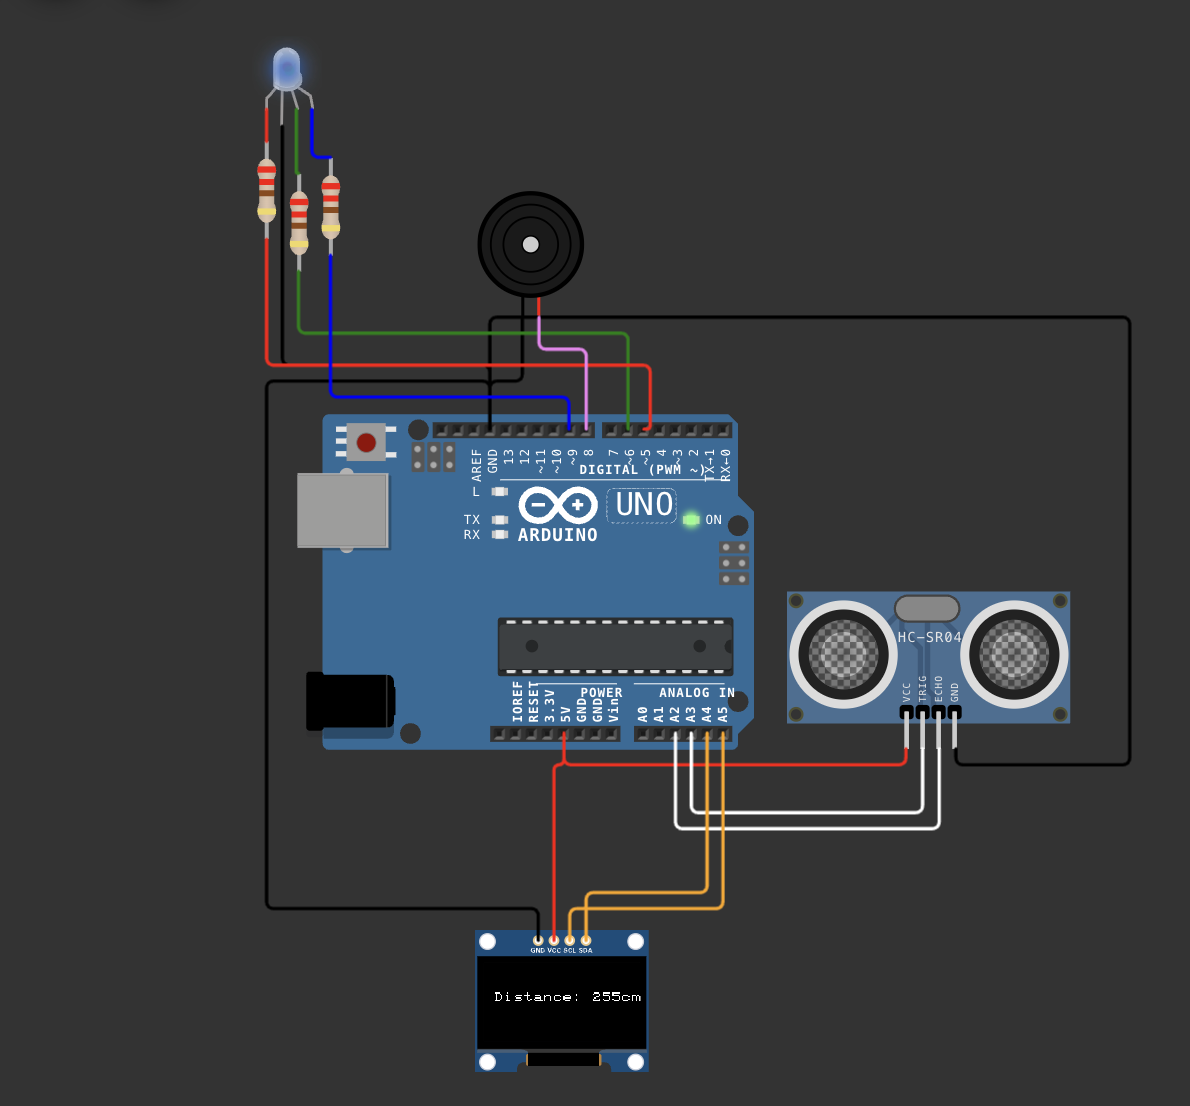 AREF
GND
13
12
~11
~10
~9
8
7
~6
~5
4
~3
2
TX→1
RX←0
DIGITAL (PWM ~)
L
TX
RX
UNO
ON
ARDUINO
HC-SR04
VCC
TRIG
ECHO
GND
IOREF
RESET
3.3V
5V
GND
GND
Vin
POWER
ANALOG IN
A0
A1
A2
A3
A4
A5
GND VCC SCL SDA
Distance: 255cm